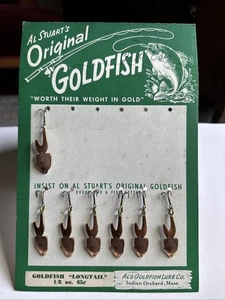 AL STUART'S
Original
GOLDFISH
"WORTH THEIR WEIGHT IN GOLD"
INSIST ON AL STUART'S ORIGINAL GOLDFISH
GOLDFISH "LONGTAIL"
1/8 oz. 65¢
AL'S GOLDFISH LURE CO.
Indian Orchard, Mass.